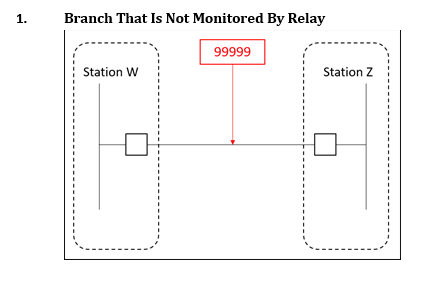 1. Branch That Is Not Monitored By Relay
99999
Station W
Station Z